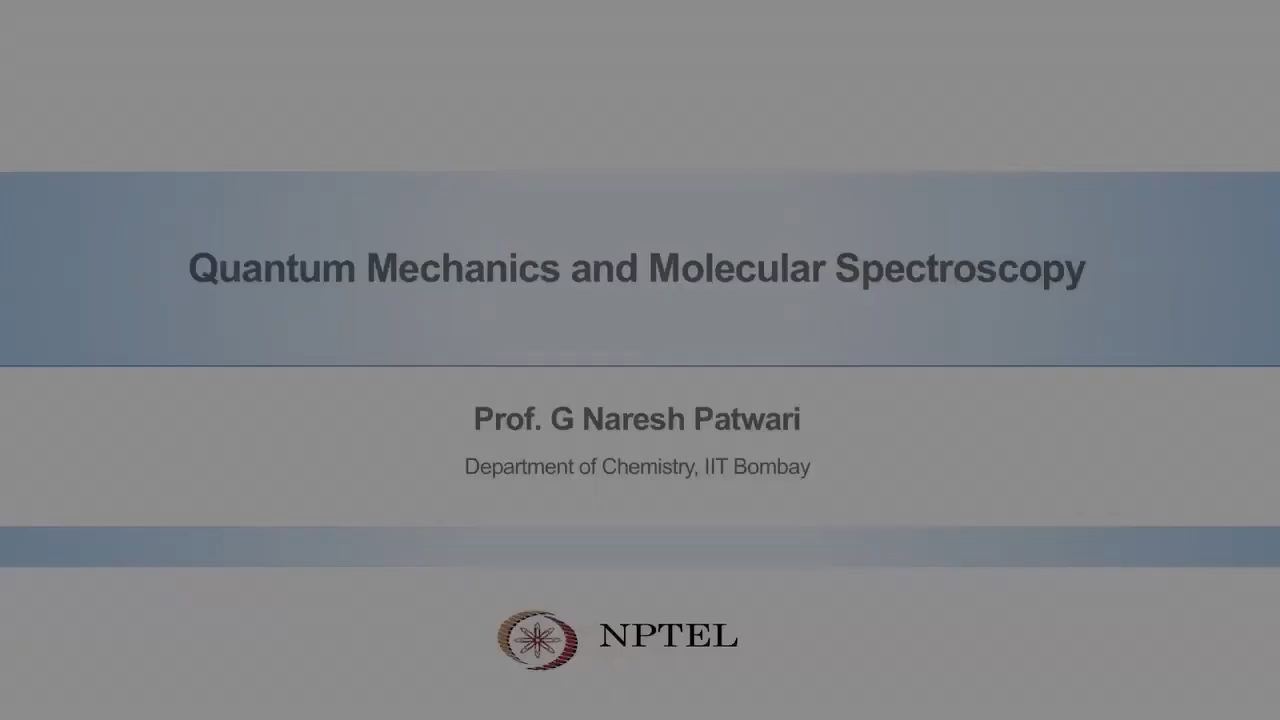 Quantum Mechanics and Molecular Spectroscopy
Prof. G Naresh Patwari
Department of Chemistry, IIT Bombay
NPTEL